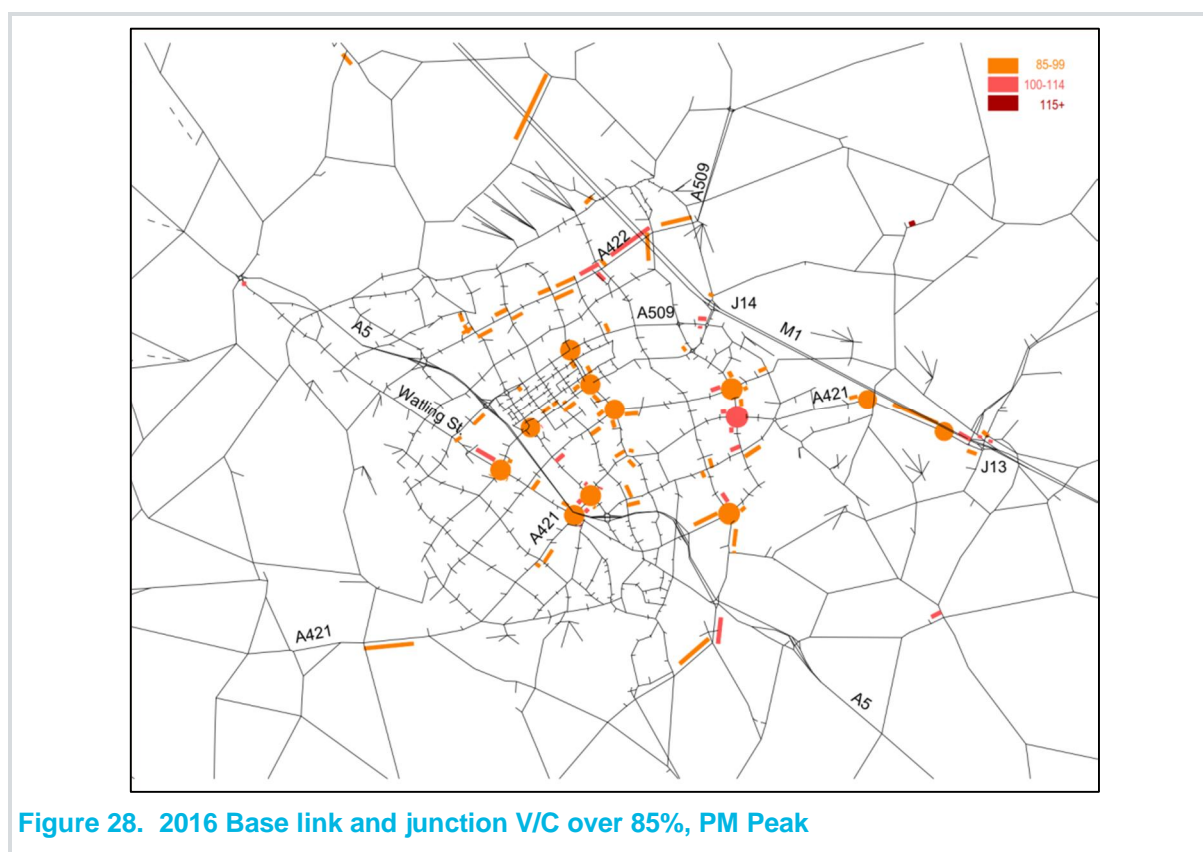 85-99
100-114
115+
A509
A422
A509
J14
M1
A5
Watling St.
A421
J13
A421
A421
A5
Figure 28. 2016 Base link and junction V/C over 85%, PM Peak